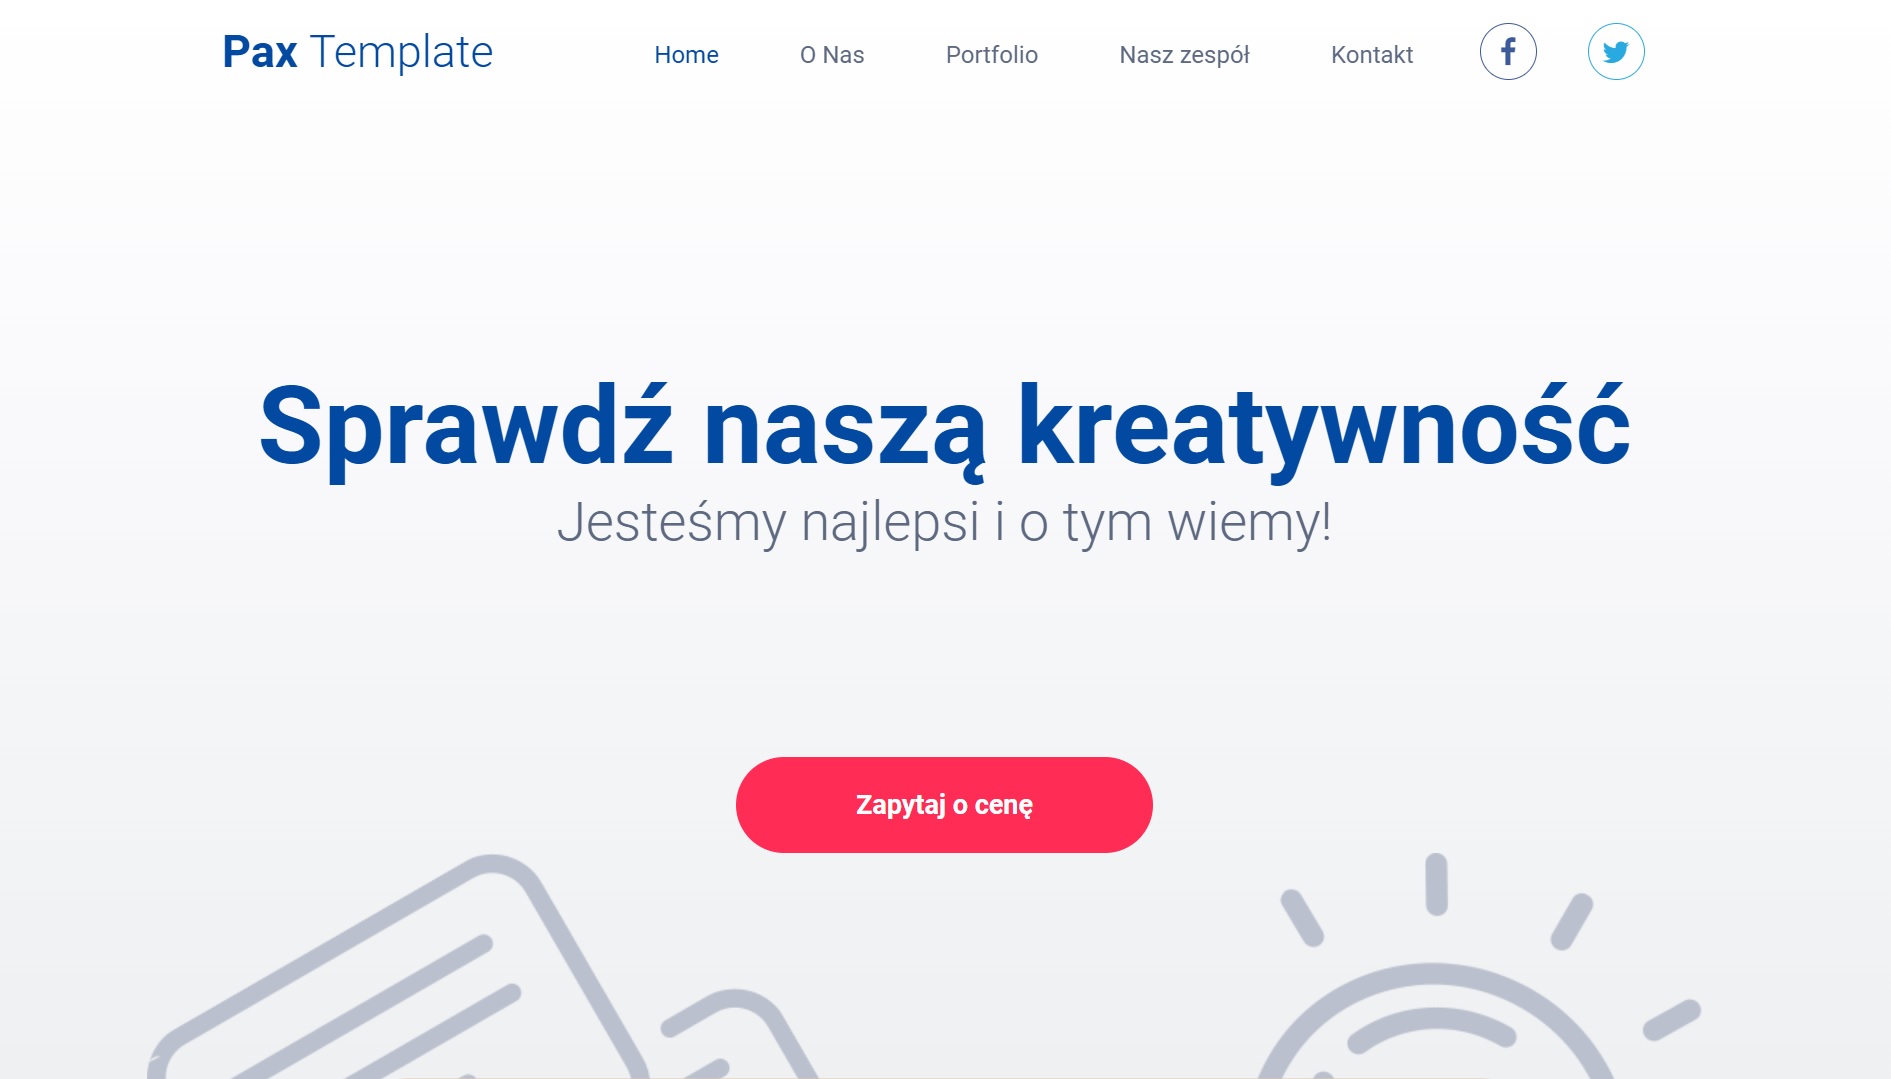 Pax Template
Home O Nas Portfolio Nasz zespół Kontakt
Sprawdź naszą kreatywność
Jesteśmy najlepsi i o tym wiemy!
Zapytaj o cenę